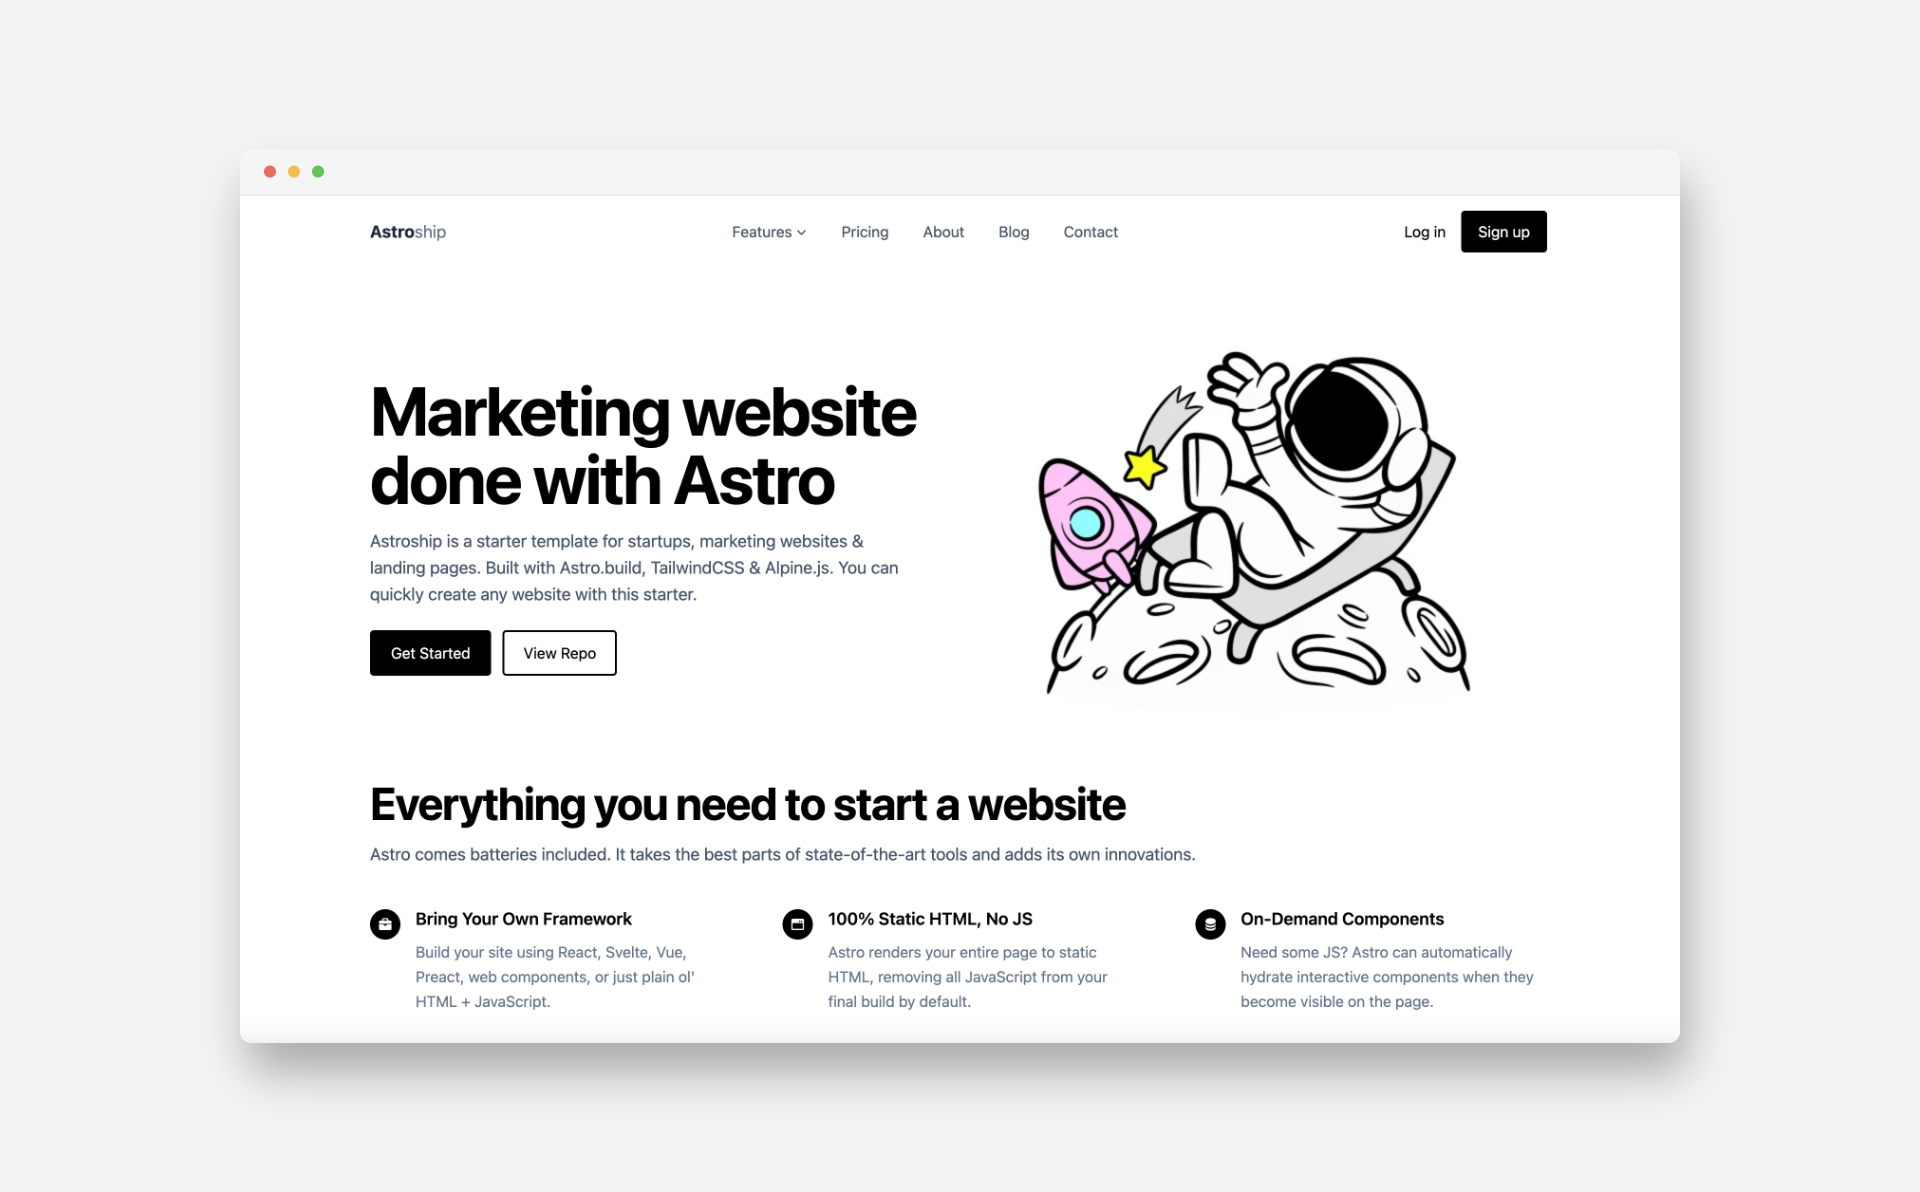 Astroship
Features Pricing About Blog Contact
Log in Sign up
Marketing website
done with Astro
Astroship is a starter template for startups, marketing websites &
landing pages. Built with Astro.build, TailwindCSS & Alpine.js. You can
quickly create any website with this starter.
Get Started View Repo
Everything you need to start a website
Astro comes batteries included. It takes the best parts of state-of-the-art tools and adds its own innovations.
Bring Your Own Framework
Build your site using React, Svelte, Vue,
Preact, web components, or just plain ol'
HTML + JavaScript.
100% Static HTML, No JS
Astro renders your entire page to static
HTML, removing all JavaScript from your
final build by default.
On-Demand Components
Need some JS? Astro can automatically
hydrate interactive components when they
become visible on the page.